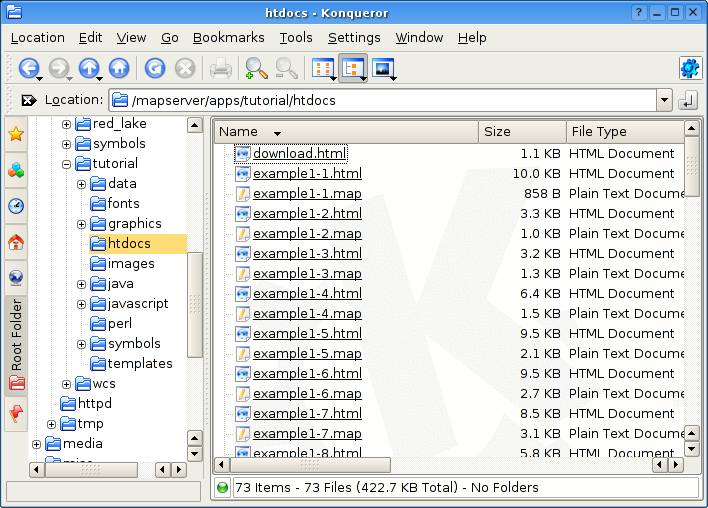 htdocs - Konqueror
Location Edit View Go Bookmarks Tools Settings Window Help
Location: /mapserver/apps/tutorial/htdocs
Root Folder
red_lake
symbols
tutorial
data
fonts
graphics
htdocs
images
java
javascript
perl
symbols
templates
wcs
httpd
tmp
media
Name Size File Type
download.html 1.1 KB HTML Document
example1-1.html 10.0 KB HTML Document
example1-1.map 858 B Plain Text Docume
example1-2.html 3.3 KB HTML Document
example1-2.map 1.0 KB Plain Text Docume
example1-3.html 3.2 KB HTML Document
example1-3.map 1.3 KB Plain Text Docume
example1-4.html 6.4 KB HTML Document
example1-4.map 1.5 KB Plain Text Docume
example1-5.html 9.5 KB HTML Document
example1-5.map 2.1 KB Plain Text Docume
example1-6.html 9.5 KB HTML Document
example1-6.map 2.7 KB Plain Text Docume
example1-7.html 8.5 KB HTML Document
example1-7.map 3.1 KB Plain Text Docume
example1-8.html 5.8 KB HTML Document
73 Items - 73 Files (422.7 KB Total) - No Folders